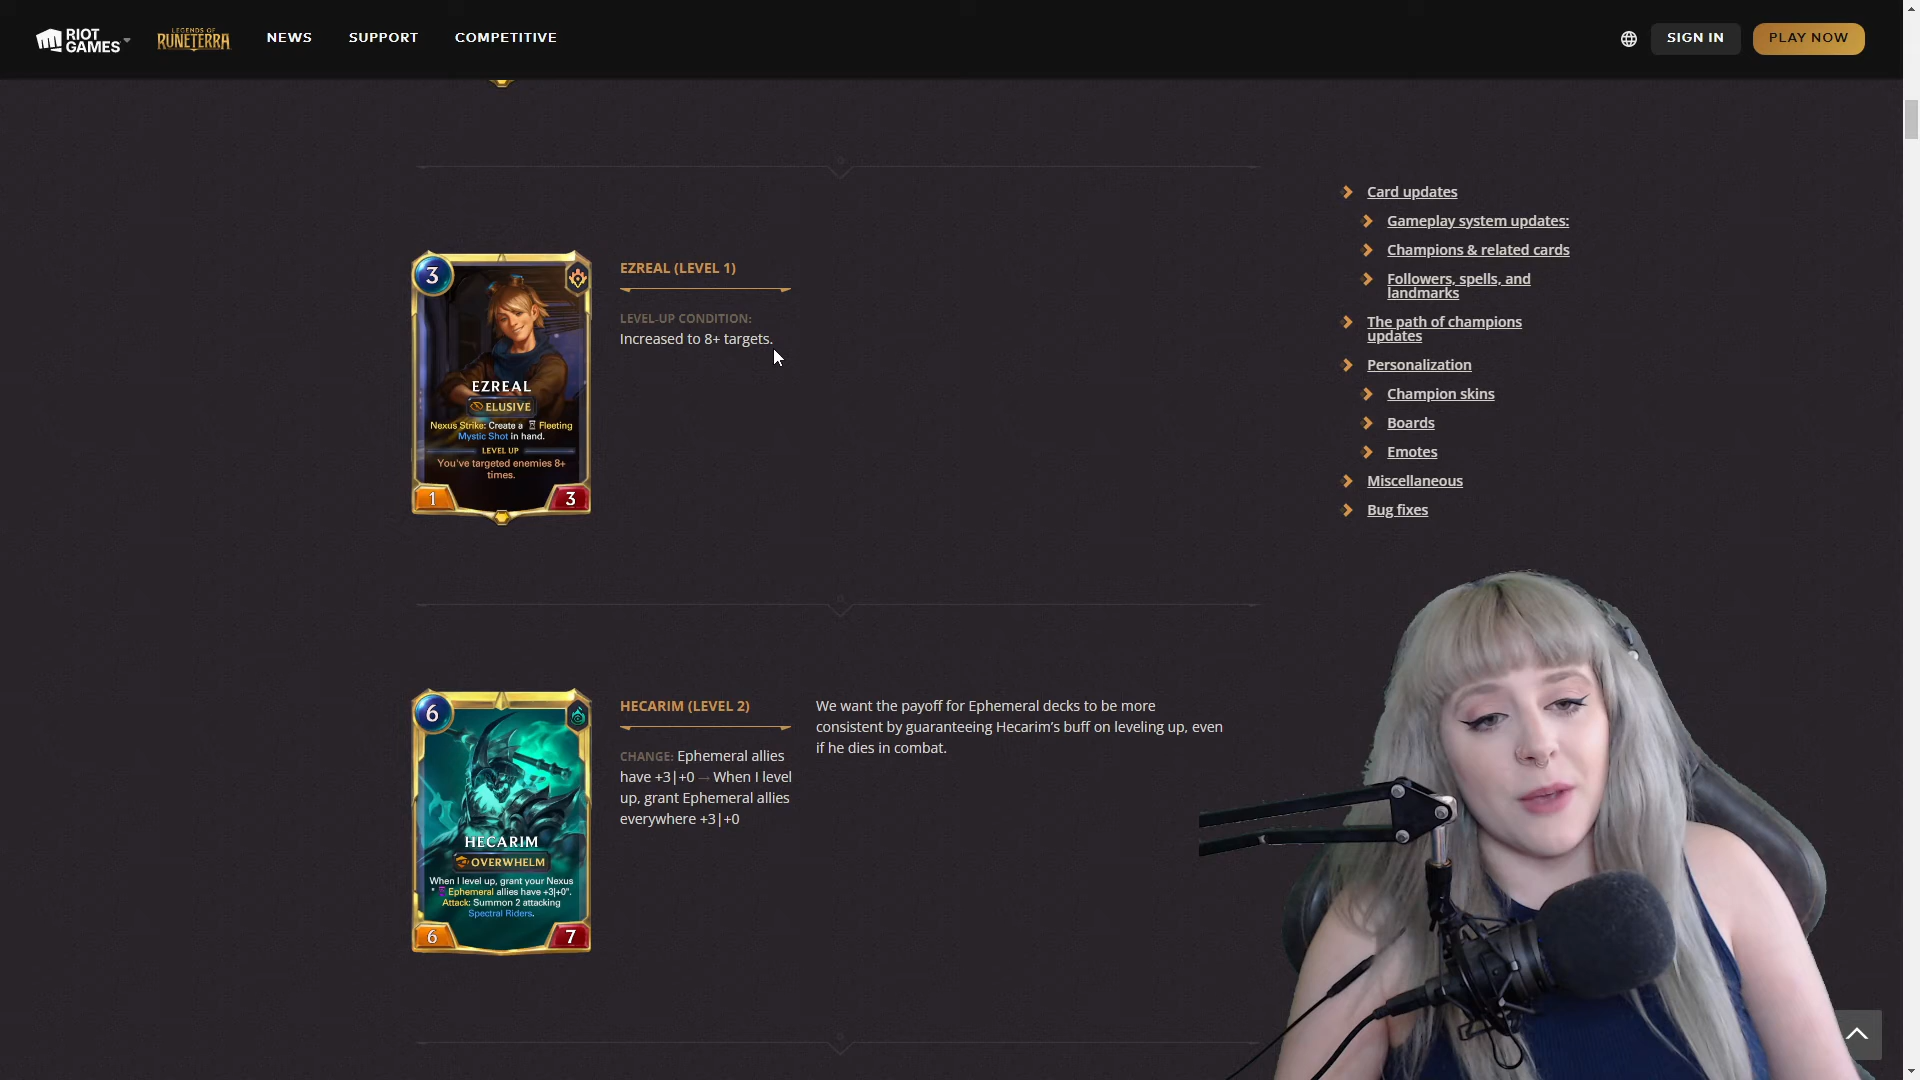 RIOT GAMES
LEGENDS OF RUNETERRA
NEWS
SUPPORT
COMPETITIVE
SIGN IN
PLAY NOW
3
EZREAL
ELUSIVE
Nexus Strike: Create a Fleeting
Mystic Shot in hand.
LEVEL UP
You've targeted enemies 8+
times.
1
3
EZREAL (LEVEL 1)
LEVEL-UP CONDITION:
Increased to 8+ targets.
6
HECARIM
OVERWHELM
When I level up, grant your Nexus
" Ephemeral allies have +3|+0".
Attack: Summon 2 attacking
Spectral Riders.
6
7
HECARIM (LEVEL 2)
CHANGE: Ephemeral allies
have +3|+0 → When I level
up, grant Ephemeral allies
everywhere +3|+0
We want the payoff for Ephemeral decks to be more
consistent by guaranteeing Hecarim’s buff on leveling up, even
if he dies in combat.
Card updates
Gameplay system updates:
Champions & related cards
Followers, spells, and
landmarks
The path of champions
updates
Personalization
Champion skins
Boards
Emotes
Miscellaneous
Bug fixes